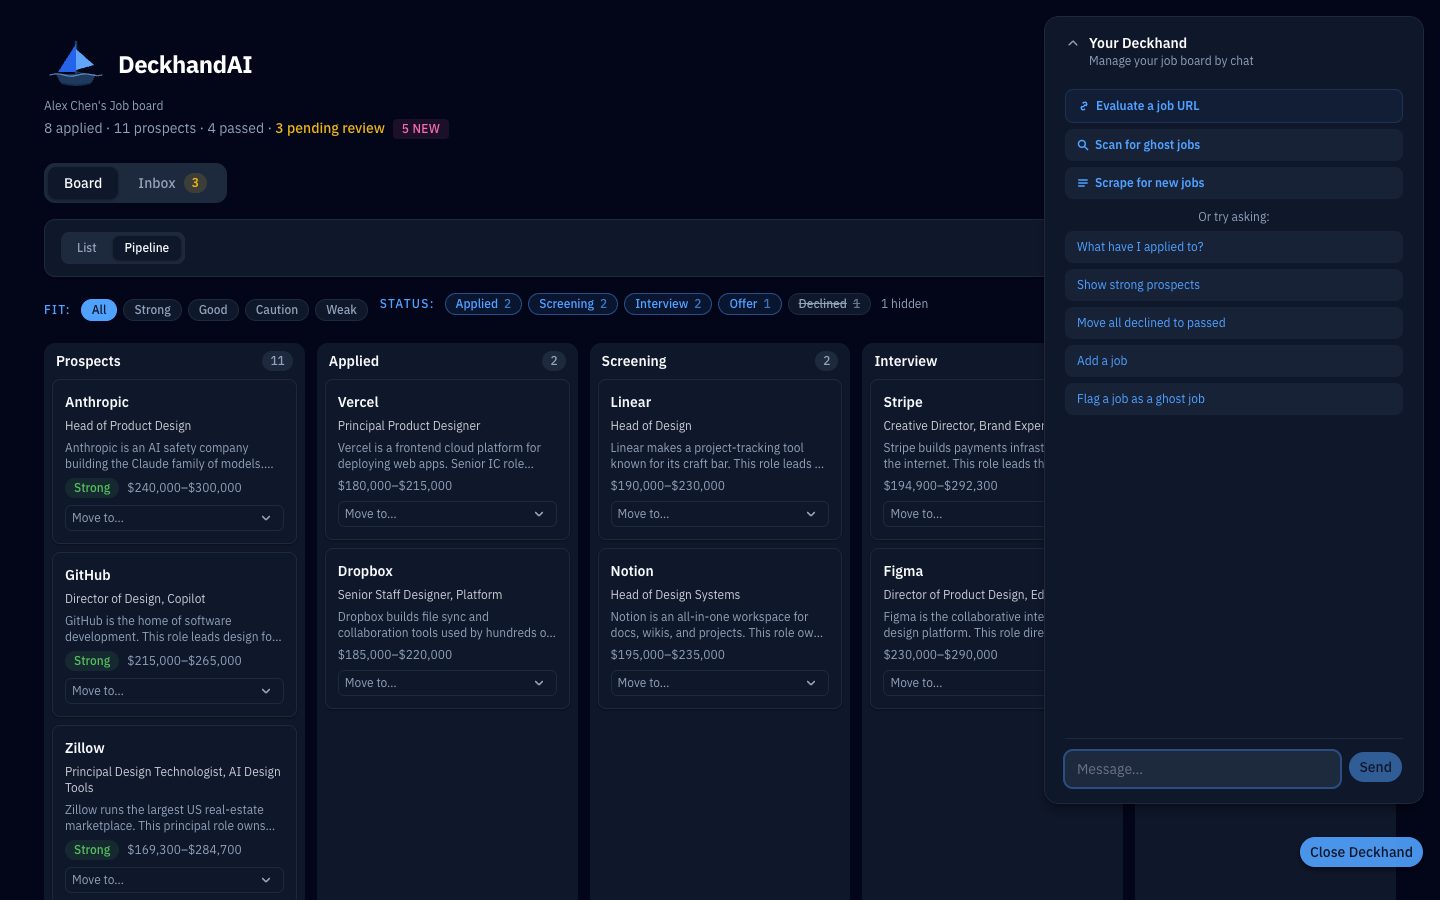 DeckhandAI
Alex Chen's Job board
8 applied · 11 prospects · 4 passed · 3 pending review 5 NEW
Board Inbox 3
List Pipeline
FIT: All Strong Good Caution Weak STATUS: Applied 2 Screening 2 Interview 2 Offer 1 Declined 1 1 hidden
Prospects 11
Anthropic
Head of Product Design
Anthropic is an AI safety company
building the Claude family of models....
Strong $240,000–$300,000
Move to...
GitHub
Director of Design, Copilot
GitHub is the home of software
development. This role leads design fo...
Strong $215,000–$265,000
Move to...
Zillow
Principal Design Technologist, AI Design
Tools
Zillow runs the largest US real-estate
marketplace. This principal role owns...
Strong $169,300–$284,700
Move to...
Applied 2
Vercel
Principal Product Designer
Vercel is a frontend cloud platform for
deploying web apps. Senior IC role...
$180,000–$215,000
Move to...
Dropbox
Senior Staff Designer, Platform
Dropbox builds file sync and
collaboration tools used by hundreds o...
$185,000–$220,000
Move to...
Screening 2
Linear
Head of Design
Linear makes a project-tracking tool
known for its craft bar. This role leads ...
$190,000–$230,000
Move to...
Notion
Head of Design Systems
Notion is an all-in-one workspace for
docs, wikis, and projects. This role ow...
$195,000–$235,000
Move to...
Interview
Stripe
Creative Director, Brand Exper
Stripe builds payments infrast
the internet. This role leads th
$194,900–$292,300
Move to...
Figma
Director of Product Design, Ed
Figma is the collaborative inte
design platform. This role dire
$230,000–$290,000
Move to...
Your Deckhand
Manage your job board by chat
Evaluate a job URL
Scan for ghost jobs
Scrape for new jobs
Or try asking:
What have I applied to?
Show strong prospects
Move all declined to passed
Add a job
Flag a job as a ghost job
Message... Send
Close Deckhand